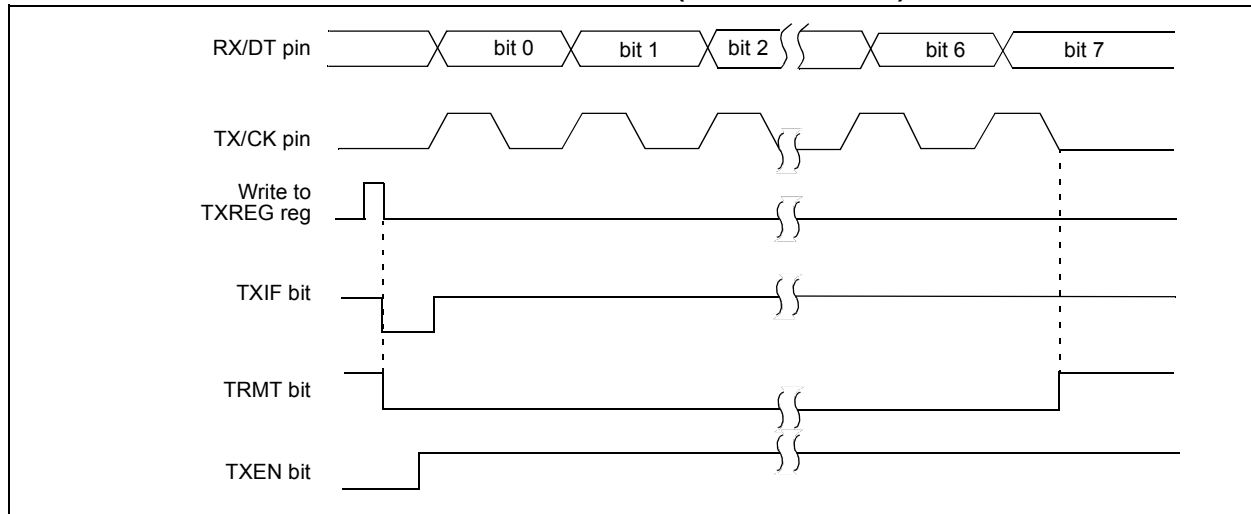 RX/DT pin
bit 0
bit 1
bit 2
bit 6
bit 7
TX/CK pin
Write to
TXREG reg
TXIF bit
TRMT bit
TXEN bit